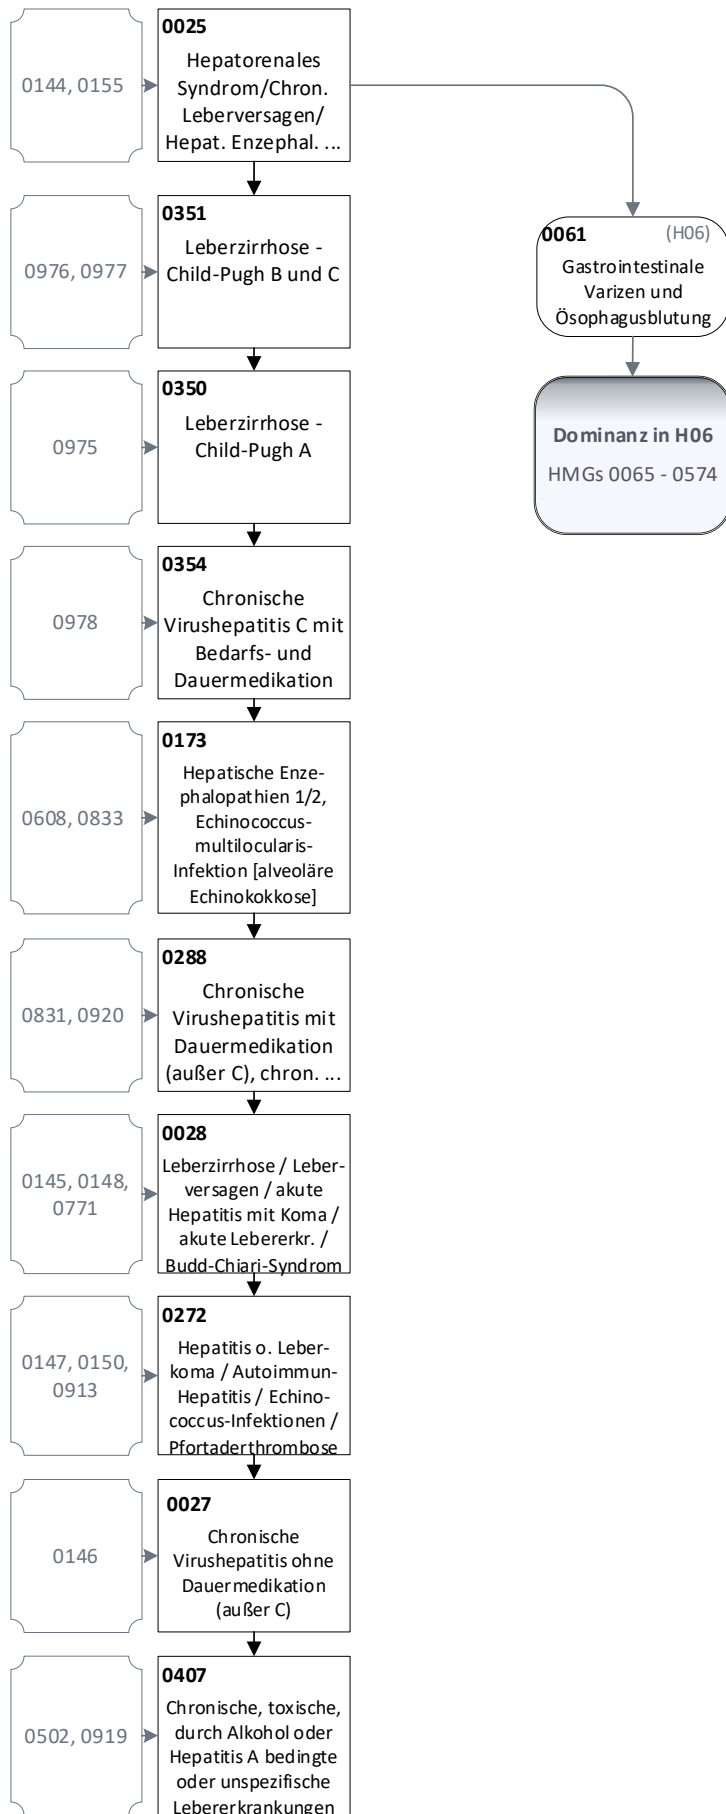 0144, 0155
0025
Hepatorenales
Syndrom/Chron.
Leberversagen/
Hepat. Enzephal. ...
0976, 0977
0351
Leberzirrhose -
Child-Pugh B und C
0061
(H06)
Gastrointestinale
Varizen und
Ösophagusblutung
0975
0350
Leberzirrhose -
Child-Pugh A
Dominanz in H06
HMGs 0065 - 0574
0978
0354
Chronische
Virushepatitis C mit
Bedarfs- und
Dauermedikation
0608, 0833
0173
Hepatische Enze-
phalopathien 1/2,
Echinococcus-
multilocularis-
Infektion [alveoläre
Echinokokkose]
0831, 0920
0288
Chronische
Virushepatitis mit
Dauermedikation
(außer C), chron. ...
0145, 0148,
0771
0028
Leberzirrhose / Leber-
versagen / akute
Hepatitis mit Koma /
akute Lebererkr. /
Budd-Chiari-Syndrom
0147, 0150,
0913
0272
Hepatitis o. Leber-
koma / Autoimmun-
Hepatitis / Echino-
coccus-Infektionen /
Pfortaderthrombose
0146
0027
Chronische
Virushepatitis ohne
Dauermedikation
(außer C)
0502, 0919
0407
Chronische, toxische,
durch Alkohol oder
Hepatitis A bedingte
oder unspezifische
Lebererkrankungen